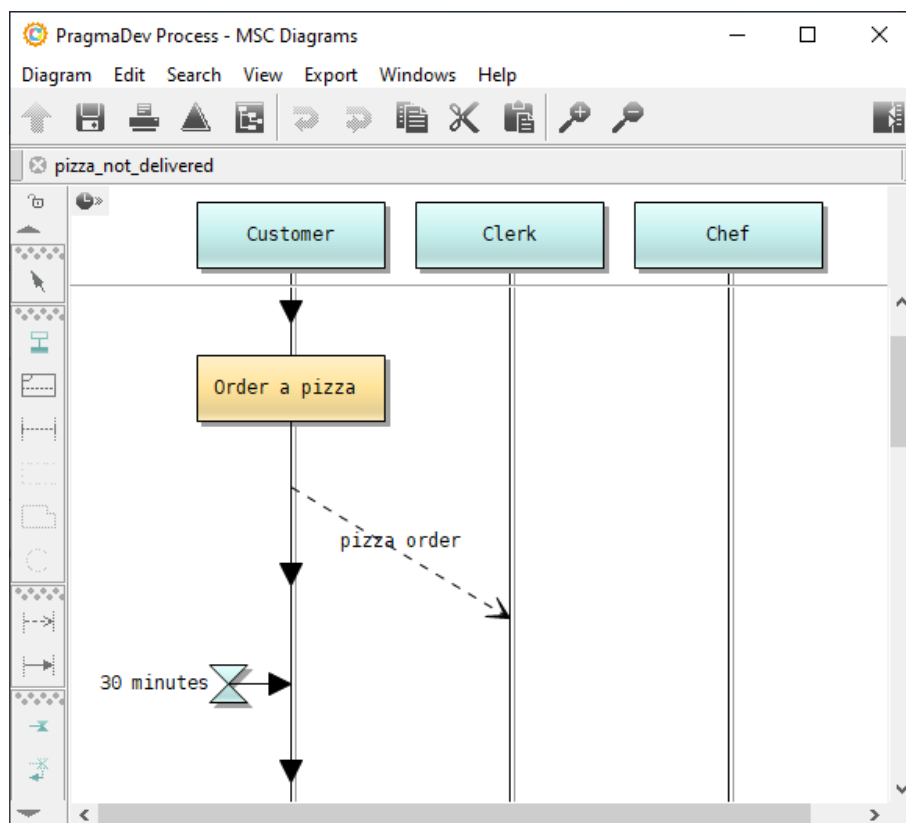 PragmaDev Process - MSC Diagrams
Diagram Edit Search View Export Windows Help
pizza_not_delivered
Customer
Clerk
Chef
Order a pizza
pizza order
30 minutes